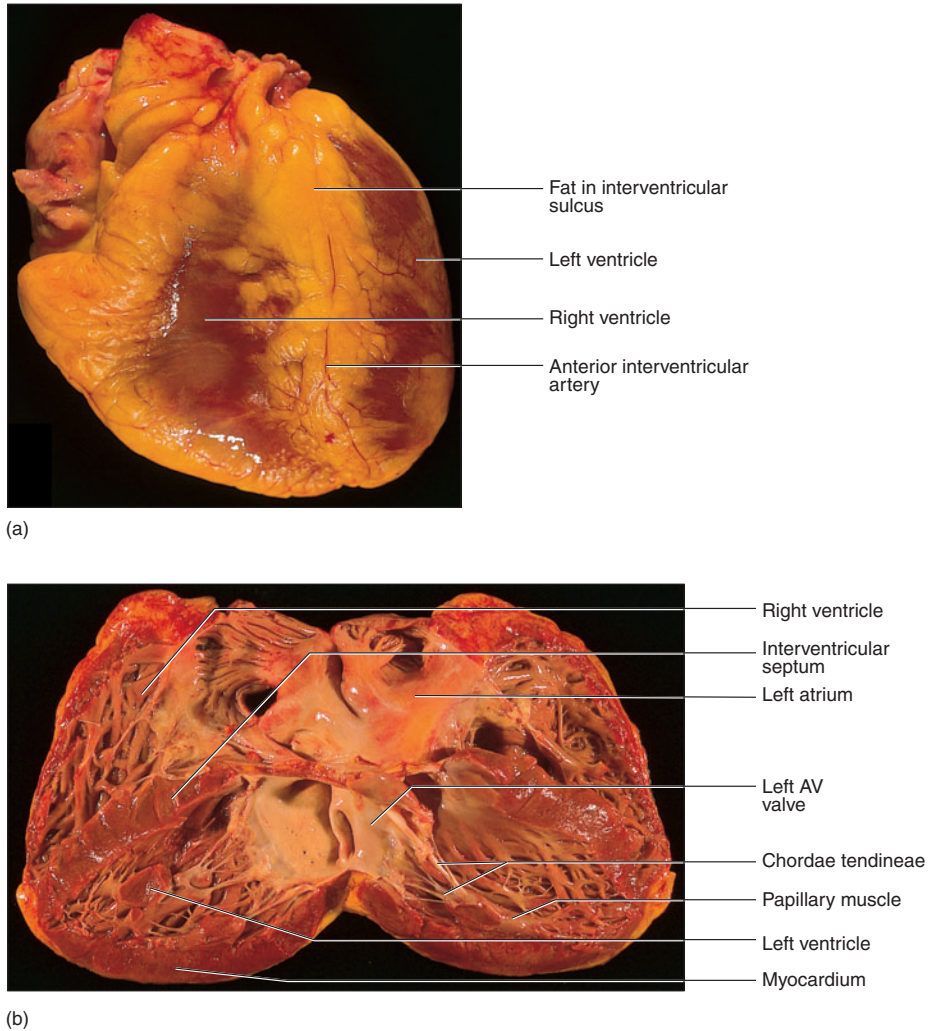 Fat in interventricular
sulcus
Left ventricle
Right ventricle
Anterior interventricular
artery
(a)
Right ventricle
Interventricular
septum
Left atrium
Left AV
valve
Chordae tendineae
Papillary muscle
Left ventricle
Myocardium
(b)